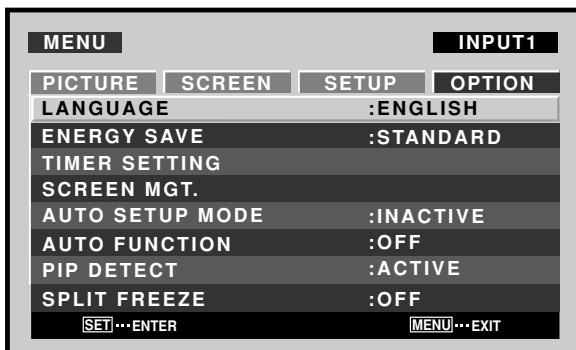 MENU INPUT1
PICTURE SCREEN SETUP OPTION
LANGUAGE :ENGLISH
ENERGY SAVE :STANDARD
TIMER SETTING
SCREEN MGT.
AUTO SETUP MODE :INACTIVE
AUTO FUNCTION :OFF
PIP DETECT :ACTIVE
SPLIT FREEZE :OFF
SET···ENTER MENU···EXIT